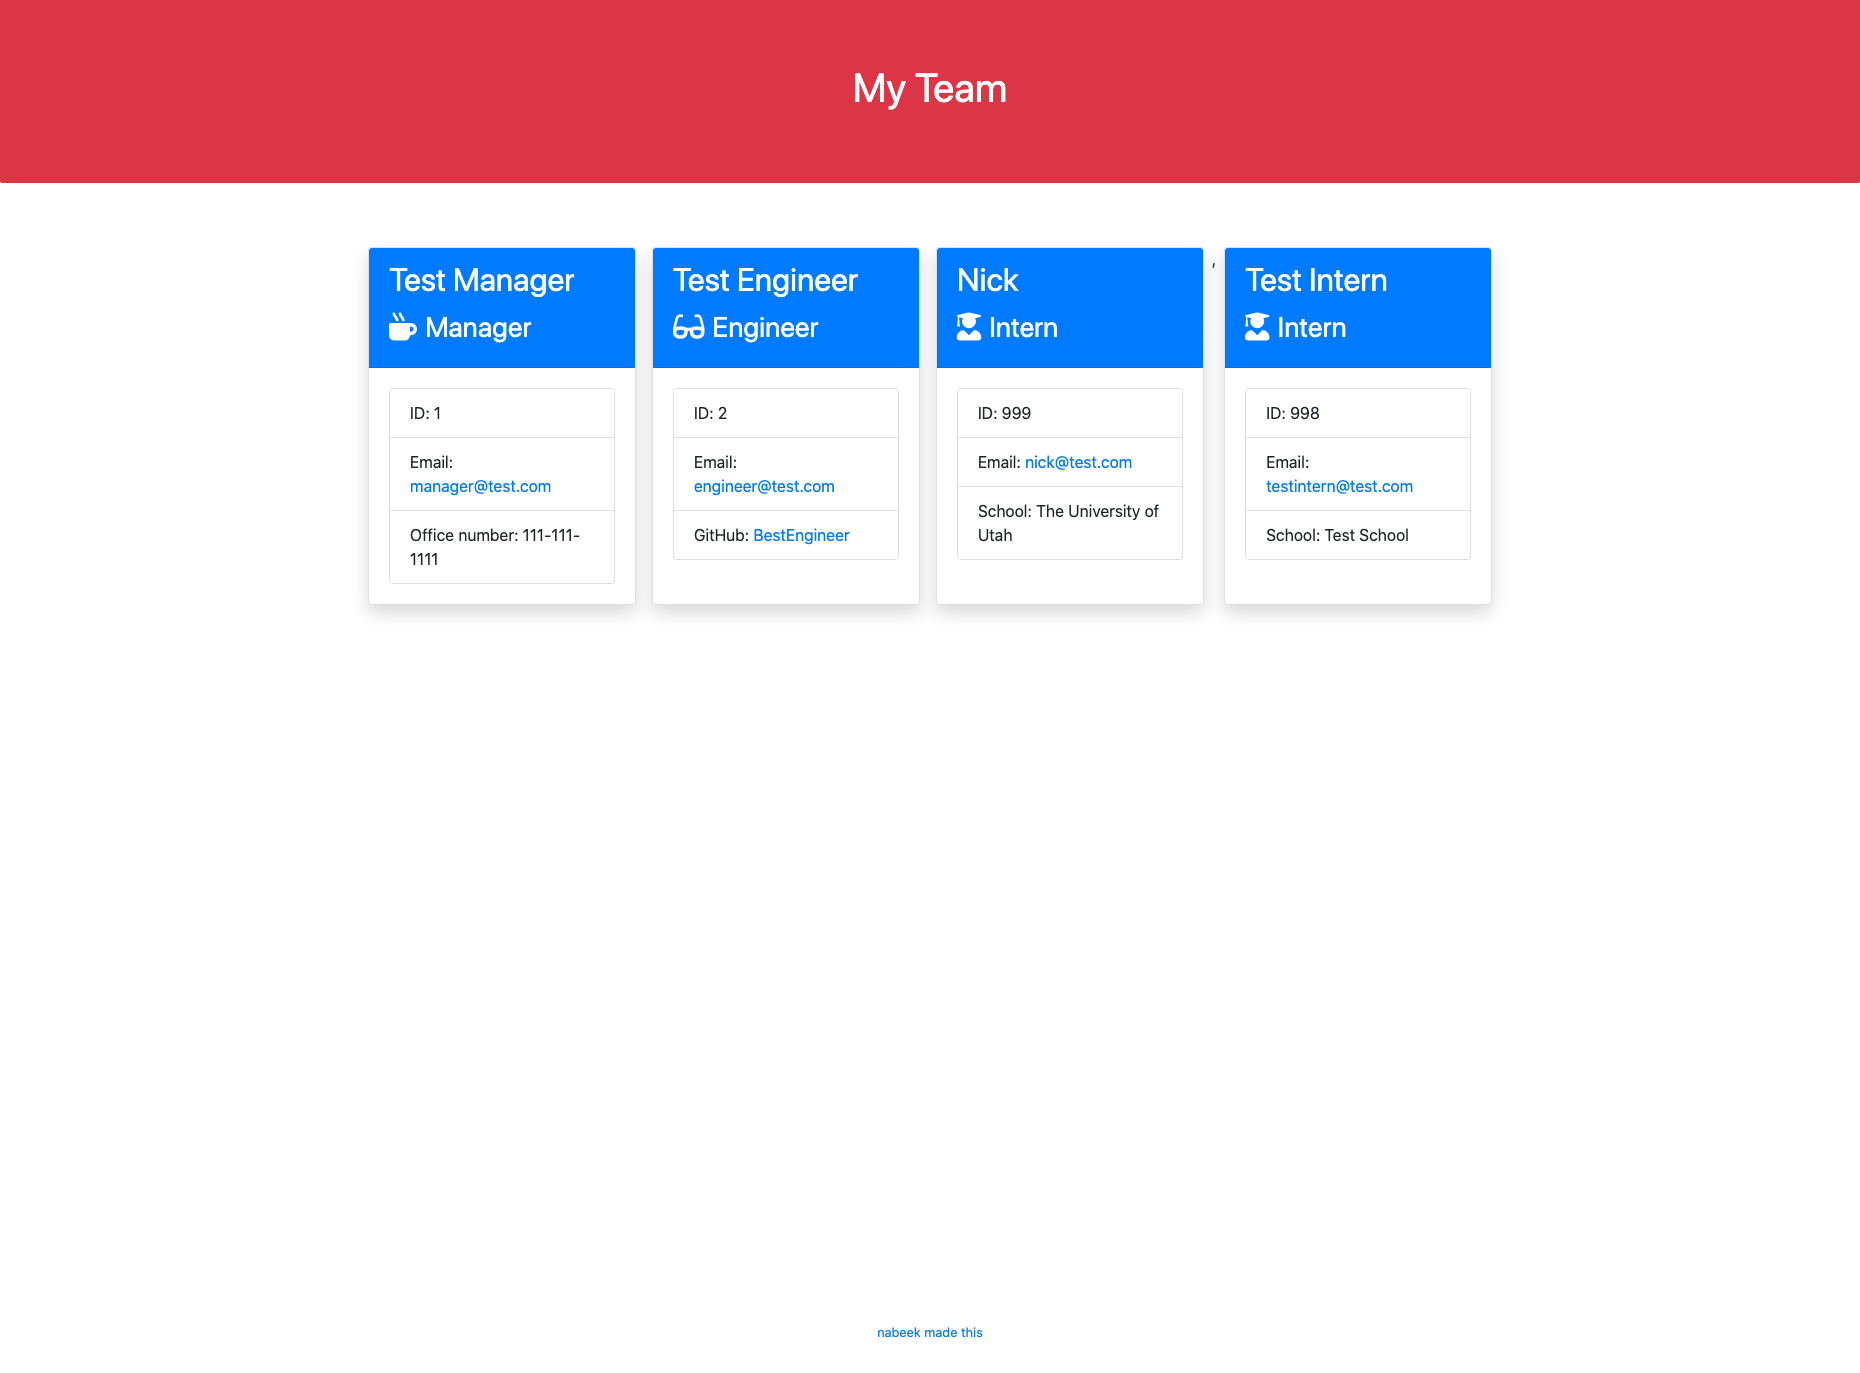 My Team
Test Manager
Manager
ID: 1
Email:
manager@test.com
Office number: 111-111-
1111
Test Engineer
Engineer
ID: 2
Email:
engineer@test.com
GitHub: BestEngineer
Nick
Intern
ID: 999
Email: nick@test.com
School: The University of
Utah
,
Test Intern
Intern
ID: 998
Email:
testintern@test.com
School: Test School
nabeek made this